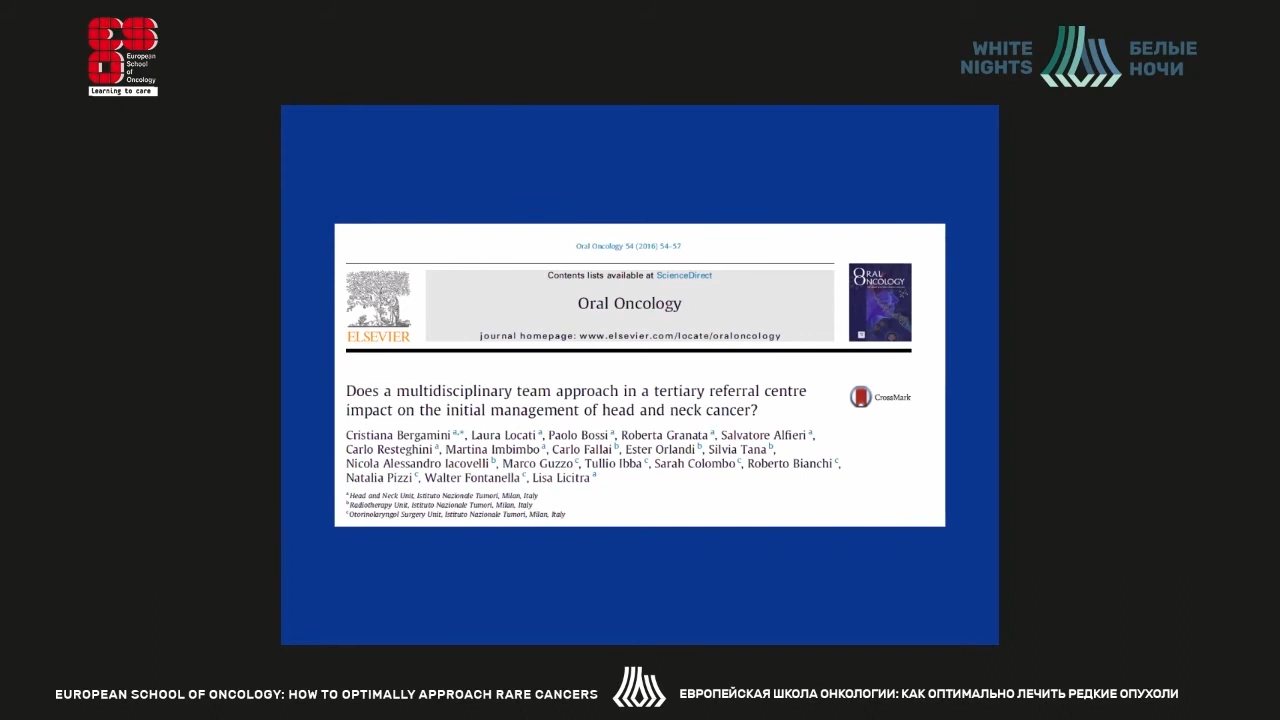 European
School
of
Oncology
Learning to care
WHITE
NIGHTS
БЕЛЫЕ
НОЧИ
Oral Oncology 54 (2016) 54–57
Contents lists available at ScienceDirect
Oral Oncology
journal homepage: www.elsevier.com/locate/oraloncology
ELSEVIER
ORAL
ONCOLOGY
Does a multidisciplinary team approach in a tertiary referral centre
impact on the initial management of head and neck cancer?
CrossMark
Cristiana Bergamini a,*, Laura Locati a, Paolo Bossi a, Roberta Granata a, Salvatore Alfieri a,
Carlo Resteghini a, Martina Imbimbo a, Carlo Fallai b, Ester Orlandi b, Silvia Tana b,
Nicola Alessandro Iacovelli b, Marco Guzzo c, Tullio Ibba c, Sarah Colombo c, Roberto Bianchi c,
Natalia Pizzi c, Walter Fontanella c, Lisa Licitra a
a Head and Neck Unit, Istituto Nazionale Tumori, Milan, Italy
b Radiotherapy Unit, Istituto Nazionale Tumori, Milan, Italy
c Otorinolaryngol Surgery Unit, Istituto Nazionale Tumori, Milan, Italy
EUROPEAN SCHOOL OF ONCOLOGY: HOW TO OPTIMALLY APPROACH RARE CANCERS
ЕВРОПЕЙСКАЯ ШКОЛА ОНКОЛОГИИ: КАК ОПТИМАЛЬНО ЛЕЧИТЬ РЕДКИЕ ОПУХОЛИ